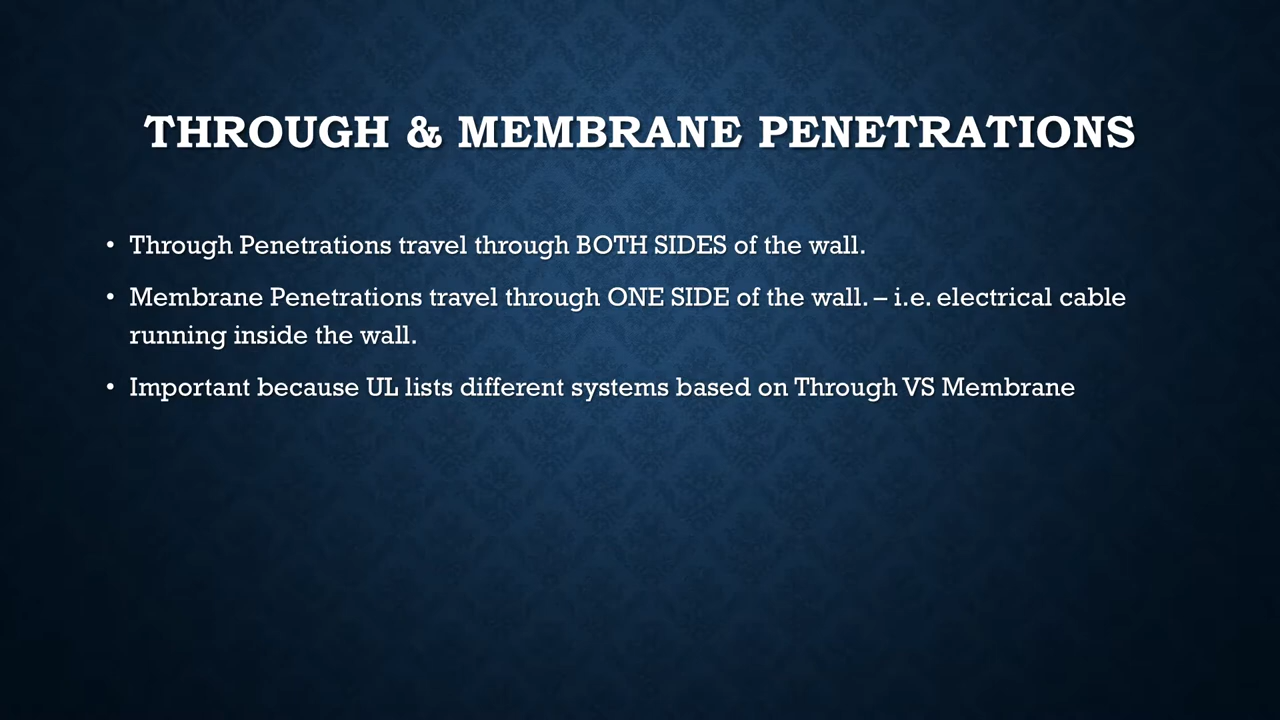 THROUGH & MEMBRANE PENETRATIONS
• Through Penetrations travel through BOTH SIDES of the wall.
• Membrane Penetrations travel through ONE SIDE of the wall. – i.e. electrical cable
running inside the wall.
• Important because UL lists different systems based on Through VS Membrane